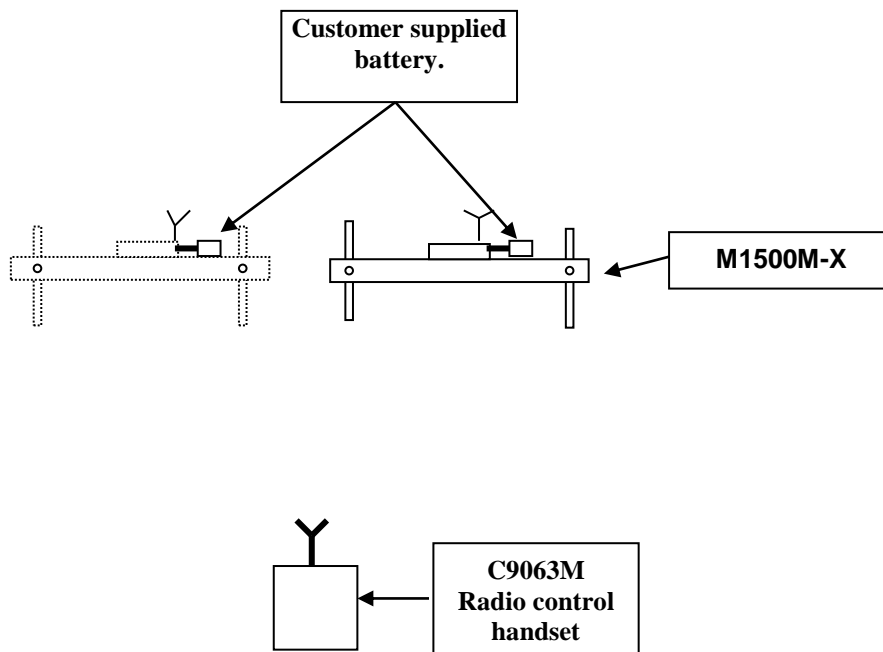 Customer supplied
battery.
M1500M-X
C9063M
Radio control
handset